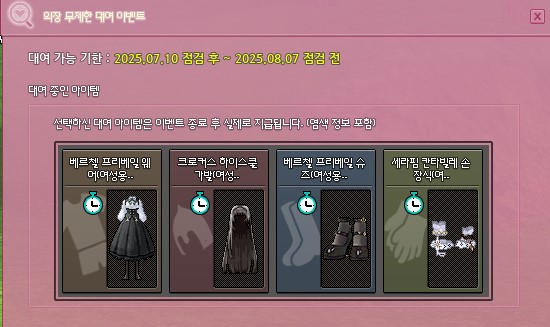 의장 무제한 대여 이벤트
대여 가능 기한 : 2025.07.10 점검 후 ~ 2025.08.07 점검 전
대여 중인 아이템
선택하신 대여 아이템은 이벤트 종료 후 실제로 지급됩니다. (염색 정보 포함)
베르첼 프리베일 웨
어(여성용..
크로커스 하이스쿨
가발(여성..
베르첼 프리베일 슈
즈(여성용..
세라핌 칸타빌레 손
장식(여..